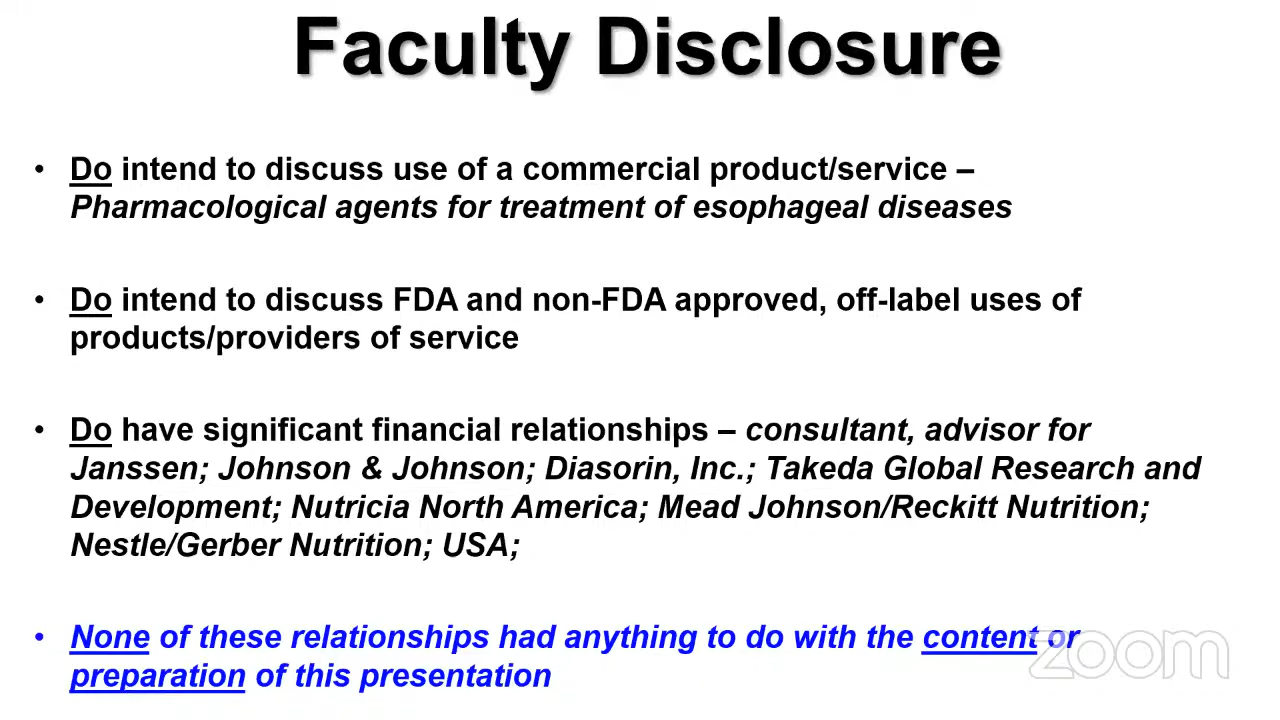 Faculty Disclosure
• Do intend to discuss use of a commercial product/service –
Pharmacological agents for treatment of esophageal diseases
• Do intend to discuss FDA and non-FDA approved, off-label uses of
products/providers of service
• Do have significant financial relationships – consultant, advisor for
Janssen; Johnson & Johnson; Diasorin, Inc.; Takeda Global Research and
Development; Nutricia North America; Mead Johnson/Reckitt Nutrition;
Nestle/Gerber Nutrition; USA;
• None of these relationships had anything to do with the content or
preparation of this presentation
zoom